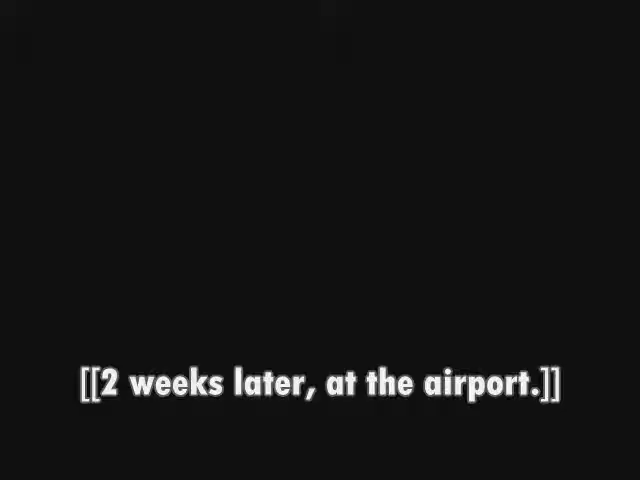 [[2 weeks later, at the airport.]]